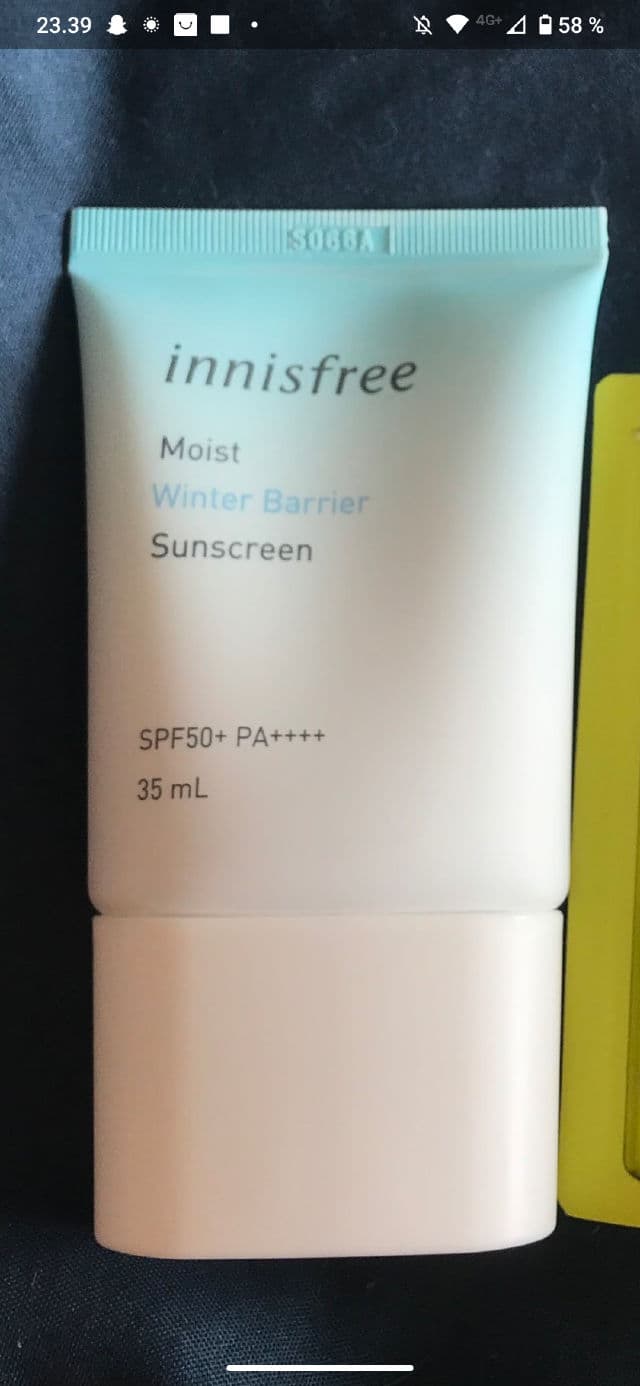 23.39
4G+
58 %
S066A
innisfree
Moist
Winter Barrier
Sunscreen
SPF50+ PA++++
35 mL